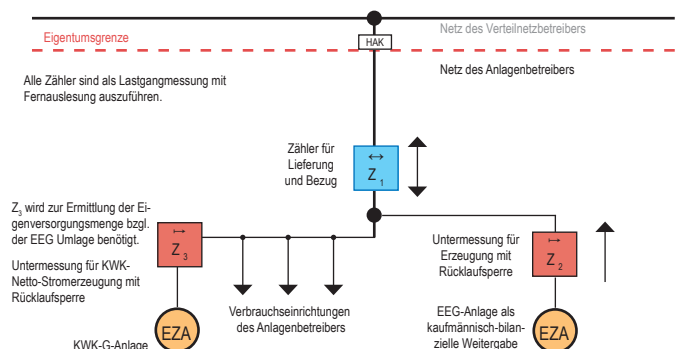 Netz des Verteilnetzbetreibers
Eigentumsgrenze
HAK
Netz des Anlagenbetreibers
Alle Zähler sind als Lastgangmessung mit
Fernauslesung auszuführen.
Zähler für
Lieferung
und Bezug
↔
Z₁
Z₃ wird zur Ermittlung der Ei-
genversorgungsmenge bzgl.
der EEG Umlage benötigt.
Untermessung für KWK-
Netto-Stromerzeugung mit
Rücklaufsperre
↦
Z₃
Untermessung für
Erzeugung mit
Rücklaufsperre
↦
Z₂
Verbrauchseinrichtungen
des Anlagenbetreibers
EEG-Anlage als
kaufmännisch-bilan-
zielle Weitergabe
KWK-G-Anlage
EZA
EZA